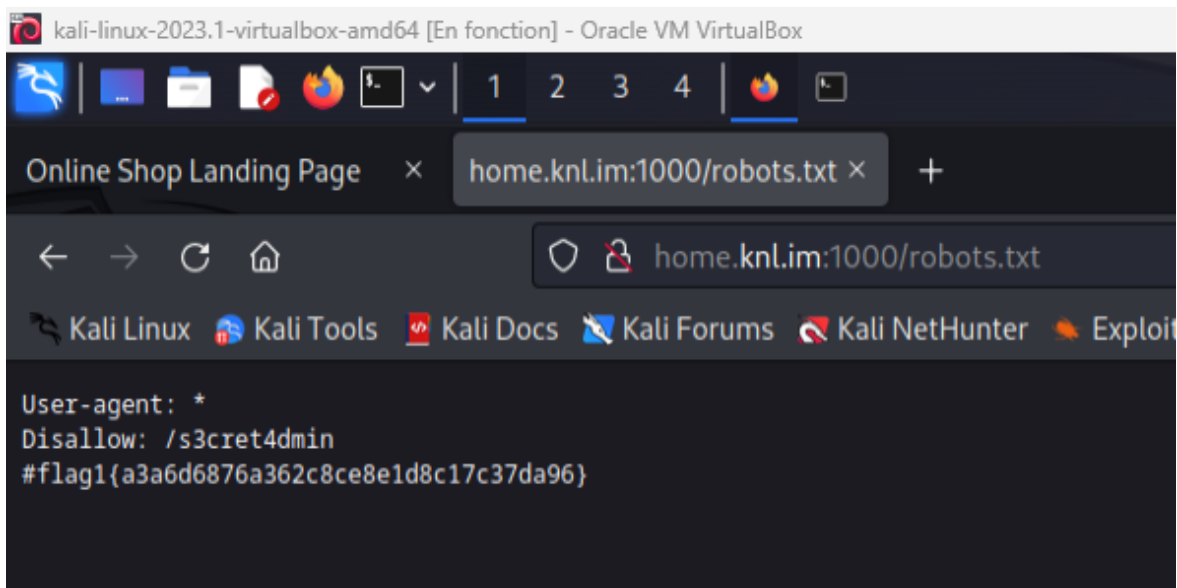 kali-linux-2023.1-virtualbox-amd64 [En fonction] - Oracle VM VirtualBox
1 2 3 4
Online Shop Landing Page × home.knl.im:1000/robots.txt × +
home.knl.im:1000/robots.txt
Kali Linux Kali Tools Kali Docs Kali Forums Kali NetHunter Exploit
User-agent: *
Disallow: /s3cret4dmin
#flag1{a3a6d6876a362c8ce8e1d8c17c37da96}